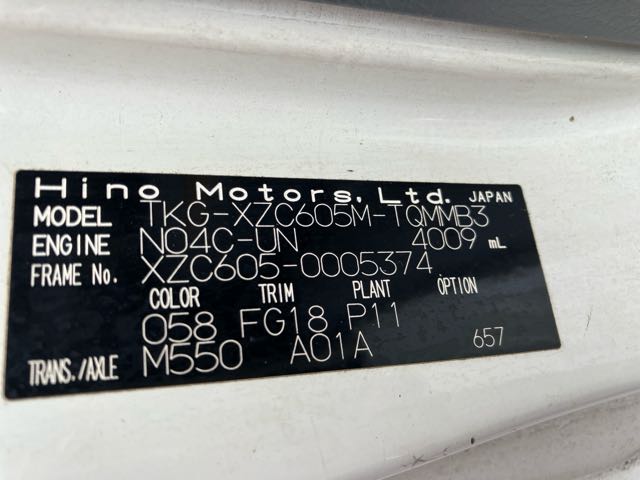 Hino Motors, Ltd. JAPAN
MODEL TKG-XZC605M-TQMMB3
ENGINE N04C-UN 4009 mL
FRAME No. XZC605-0005374
COLOR TRIM PLANT OPTION
058 FG18 P11
TRANS./AXLE M550 A01A 657